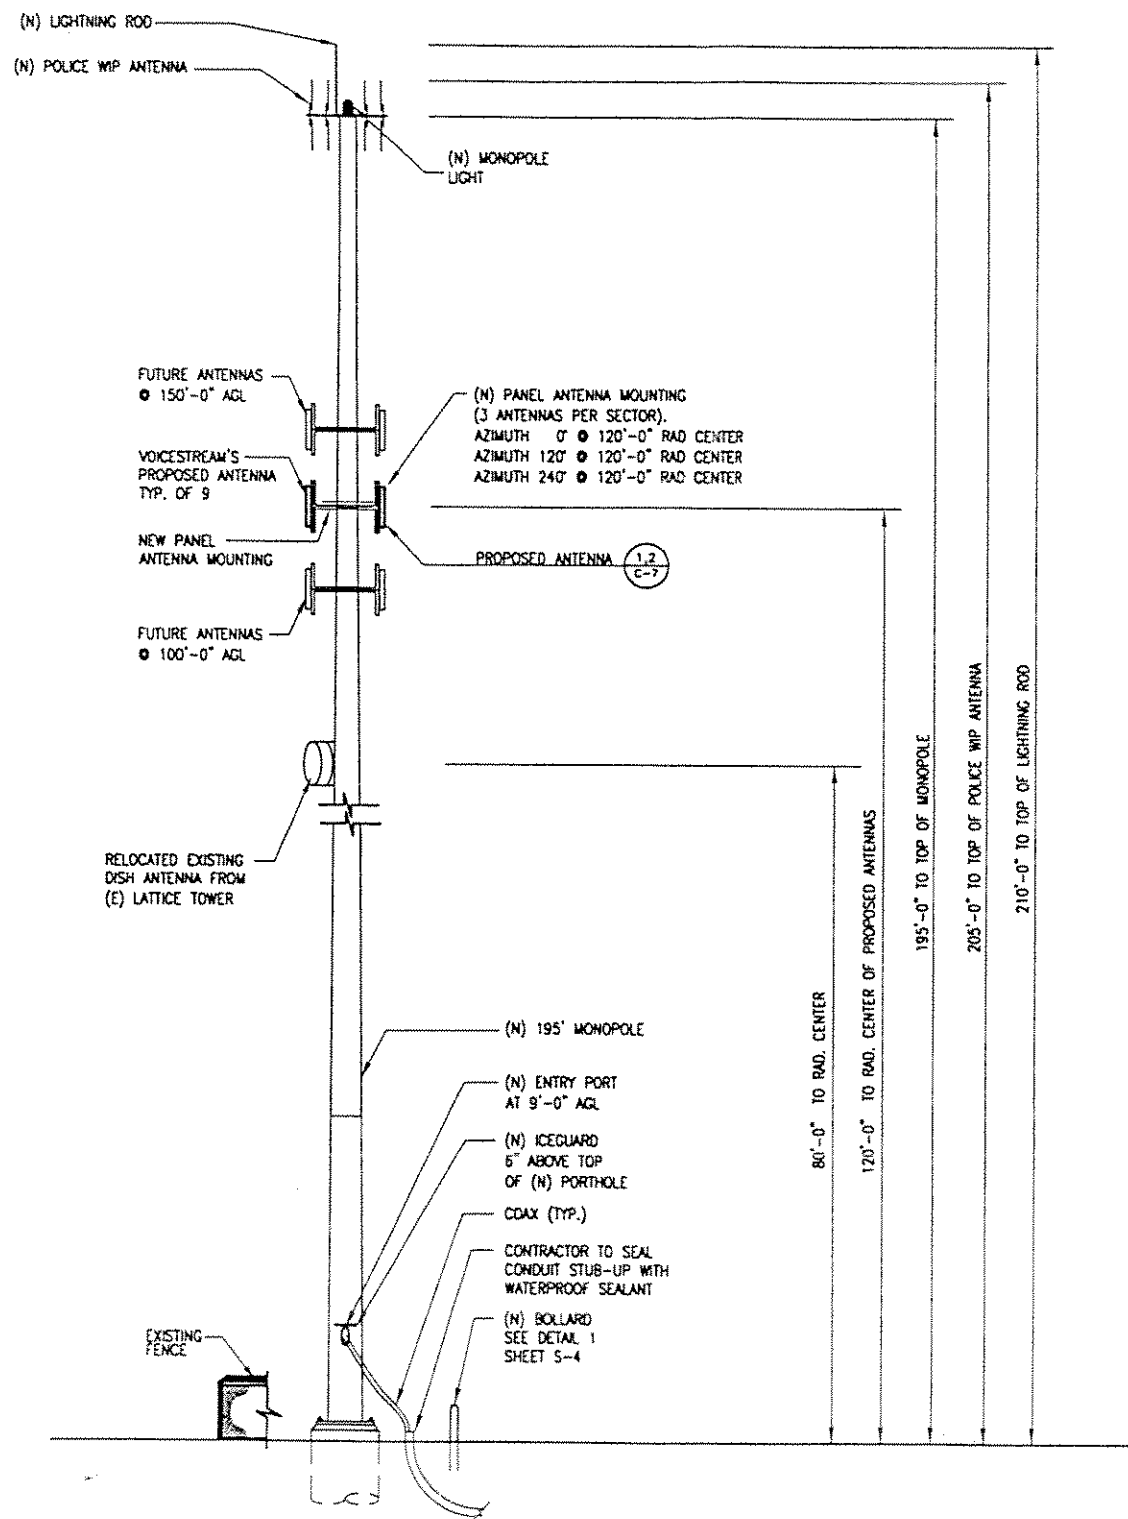 (N) LIGHTNING ROD
(N) POLICE WIP ANTENNA
(N) MONOPOLE
LIGHT
FUTURE ANTENNAS
@ 150'-0" AGL
VOICESTREAM'S
PROPOSED ANTENNA
TYP. OF 9
NEW PANEL
ANTENNA MOUNTING
FUTURE ANTENNAS
@ 100'-0" AGL
(N) PANEL ANTENNA MOUNTING
(3 ANTENNAS PER SECTOR).
AZIMUTH 0° @ 120'-0" RAD CENTER
AZIMUTH 120° @ 120'-0" RAD CENTER
AZIMUTH 240° @ 120'-0" RAD CENTER
PROPOSED ANTENNA
1,2
C-7
RELOCATED EXISTING
DISH ANTENNA FROM
(E) LATTICE TOWER
(N) 195' MONOPOLE
(N) ENTRY PORT
AT 9'-0" AGL
(N) ICEGUARD
6" ABOVE TOP
OF (N) PORTHOLE
COAX (TYP.)
CONTRACTOR TO SEAL
CONDUIT STUB-UP WITH
WATERPROOF SEALANT
(N) BOLLARD
SEE DETAIL 1
SHEET S-4
EXISTING
FENCE
80'-0" TO RAD. CENTER
120'-0" TO RAD. CENTER OF PROPOSED ANTENNAS
195'-0" TO TOP OF MONOPOLE
205'-0" TO TOP OF POLICE WIP ANTENNA
210'-0" TO TOP OF LIGHTNING ROD